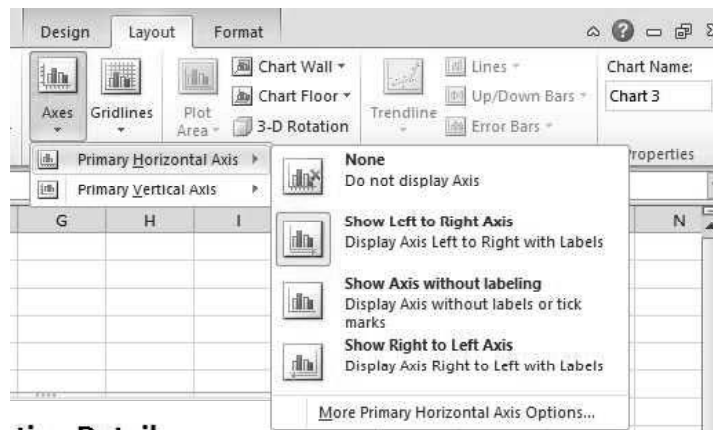 Design Layout Format
Chart Wall Lines Chart Name:
Axes Gridlines Plot Area Chart Floor Trendline Up/Down Bars Chart 3
3-D Rotation Error Bars
Primary Horizontal Axis Properties
Primary Vertical Axis
None
Do not display Axis
G H I N
Show Left to Right Axis
Display Axis Left to Right with Labels
Show Axis without labeling
Display Axis without labels or tick
marks
Show Right to Left Axis
Display Axis Right to Left with Labels
More Primary Horizontal Axis Options...